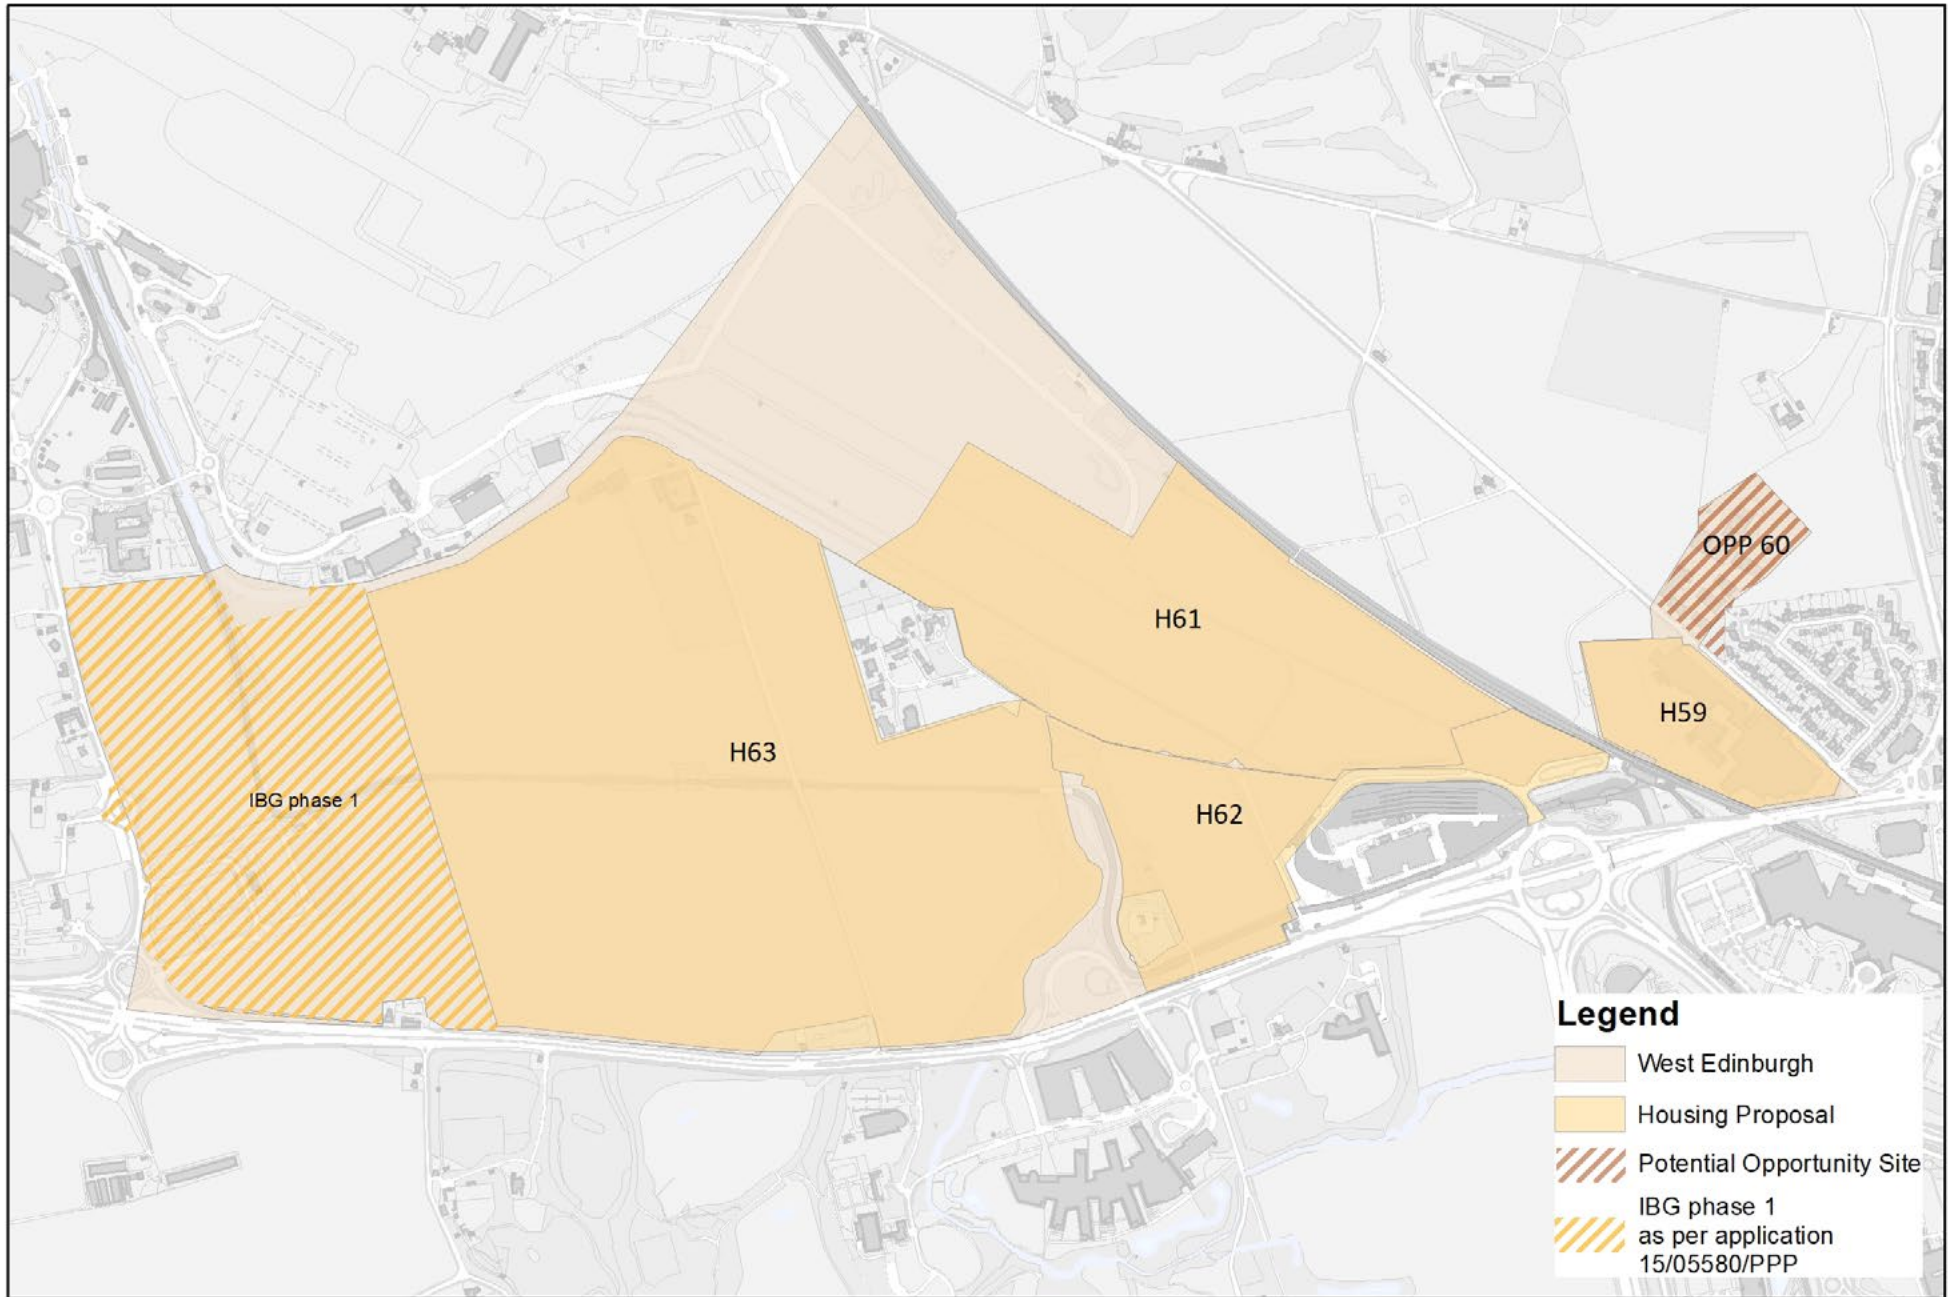 OPP 60
H61
H59
H63
IBG phase 1
H62
Legend
West Edinburgh
Housing Proposal
Potential Opportunity Site
IBG phase 1
as per application
15/05580/PPP